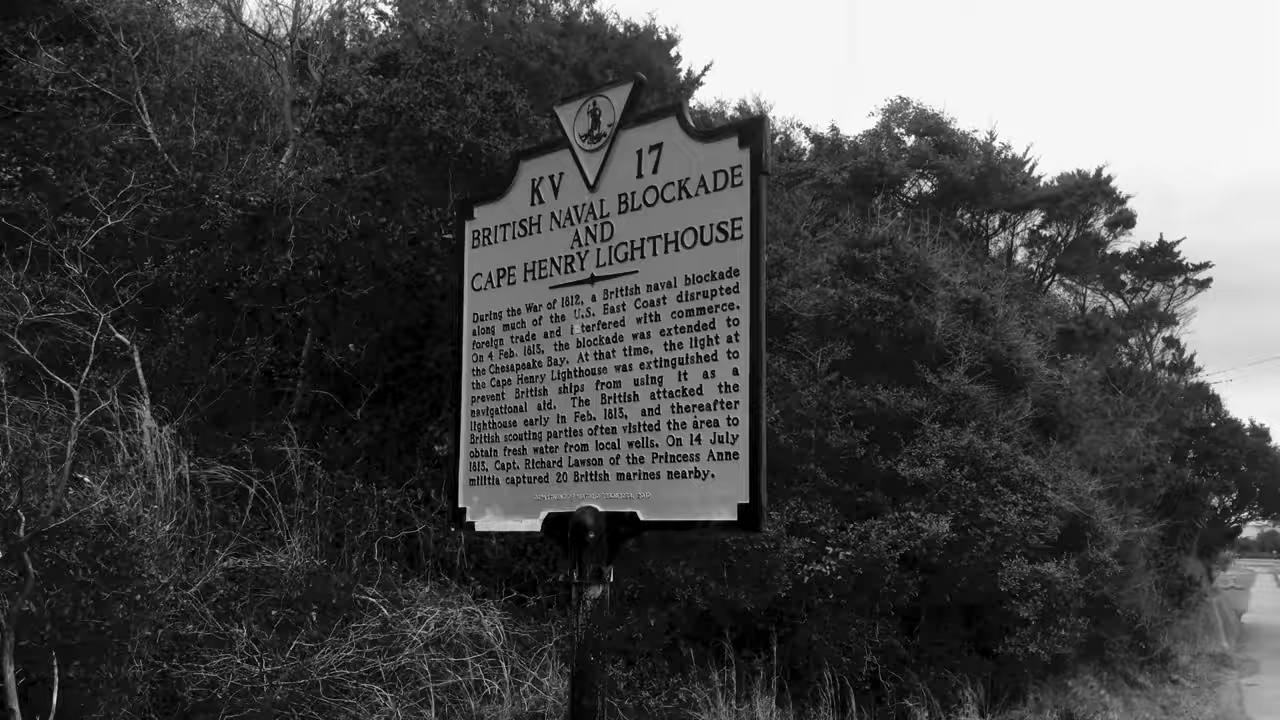 KV 17
BRITISH NAVAL BLOCKADE
AND
CAPE HENRY LIGHTHOUSE
During the War of 1812, a British naval blockade
along much of the U.S. East Coast disrupted
foreign trade and interfered with commerce.
On 4 Feb. 1813, the blockade was extended to
the Chesapeake Bay. At that time, the light at
the Cape Henry Lighthouse was extinguished to
prevent British ships from using it as a
navigational aid. The British attacked the
lighthouse early in Feb. 1813, and thereafter
British scouting parties often visited the area to
obtain fresh water from local wells. On 14 July
1813, Capt. Richard Lawson of the Princess Anne
militia captured 20 British marines nearby.